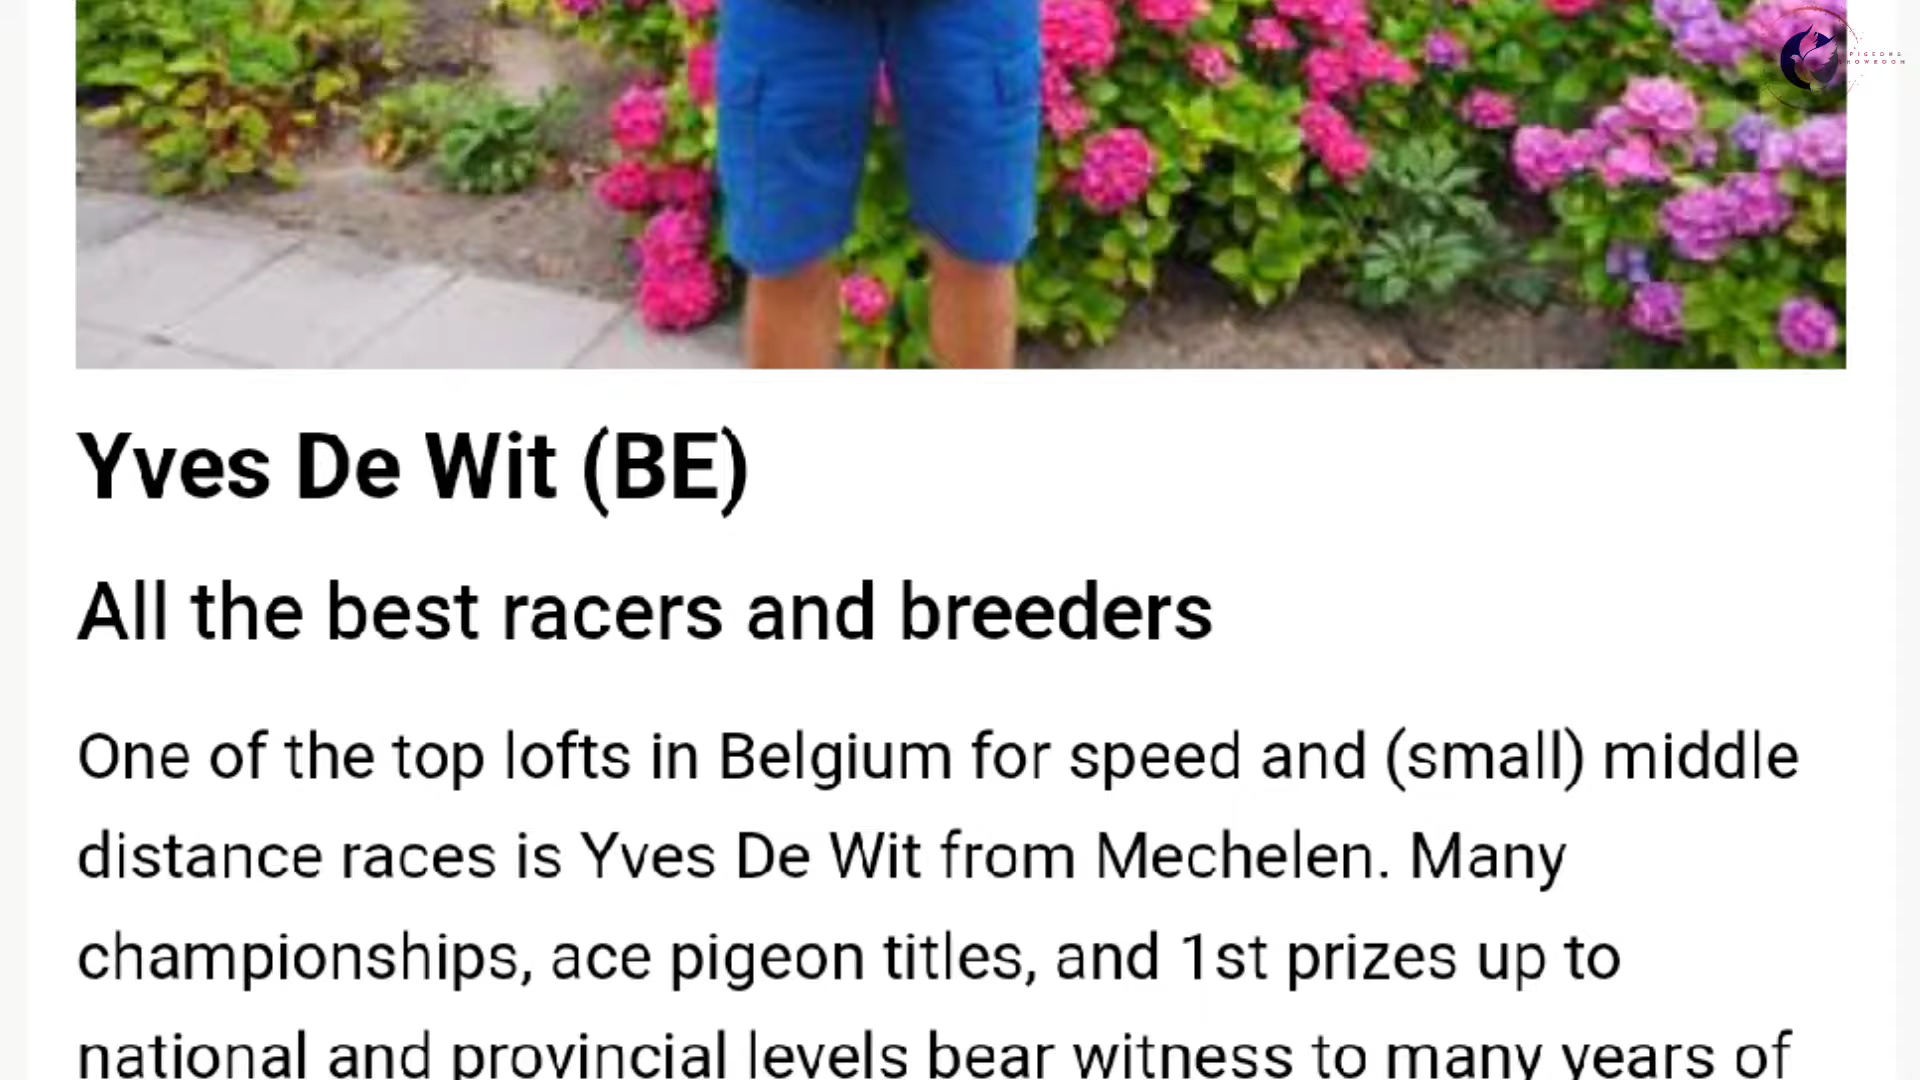 PIGEONS
SHOWROOM
Yves De Wit (BE)
All the best racers and breeders
One of the top lofts in Belgium for speed and (small) middle
distance races is Yves De Wit from Mechelen. Many
championships, ace pigeon titles, and 1st prizes up to
national and provincial levels bear witness to many years of